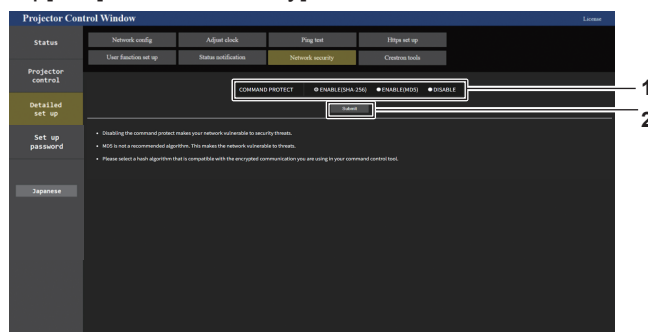 Projector Control Window
License
Status
Network config
Adjust clock
Ping test
Https set up
User function set up
Status notification
Network security
Crestron tools
Projector control
Detailed set up
Set up password
Japanese
COMMAND PROTECT ENABLE(SHA-256) ENABLE(MD5) DISABLE
1
Submit
2
• Disabling the command protect makes your network vulnerable to security threats.
• MD5 is not a recommended algorithm. This makes the network vulnerable to threats.
• Please select a hash algorithm that is compatible with the encrypted communication you are using in your command control tool.